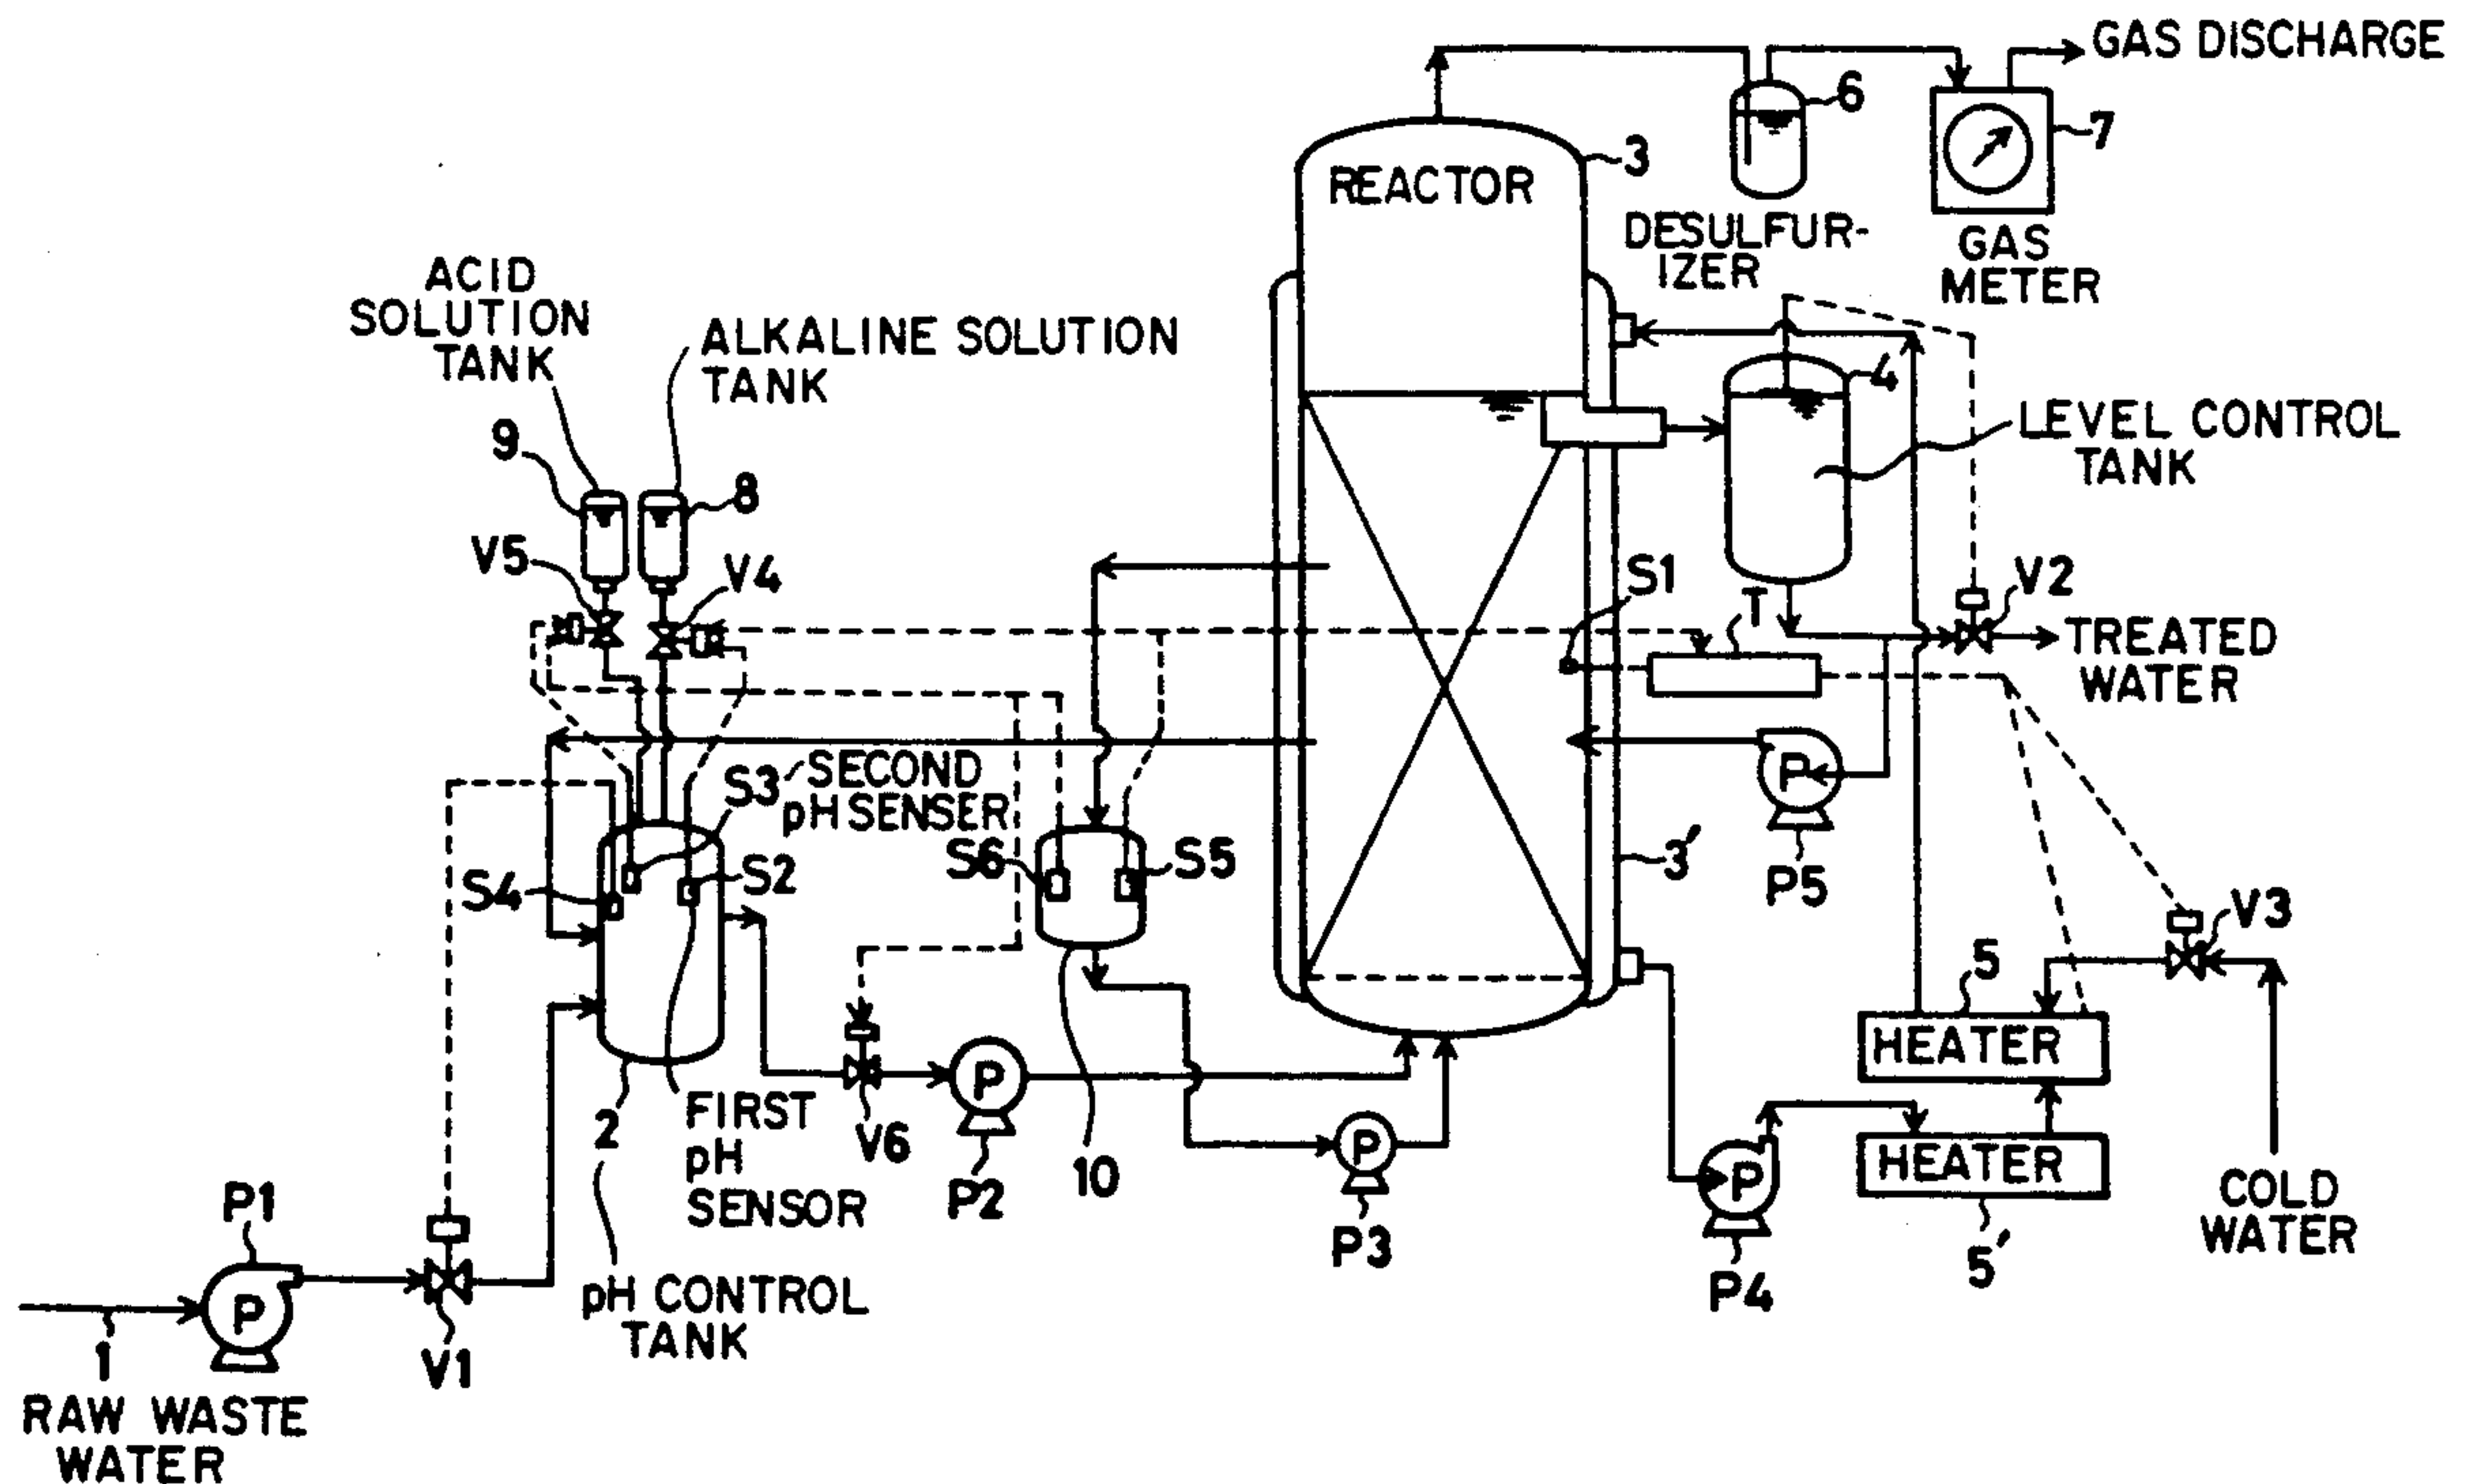 GAS DISCHARGE
6
7
3
REACTOR
DESULFUR-
IZER
GAS
METER
ACID
SOLUTION
TANK
ALKALINE SOLUTION
TANK
4
LEVEL CONTROL
TANK
9
8
V5
V4
S1
T
V2
TREATED
WATER
S3
SECOND
pH SENSER
S4
S2
S6
S5
P
P5
3'
V3
5
HEATER
HEATER
5'
COLD
WATER
2
FIRST
pH
SENSOR
V6
P
P2
10
P
P3
P
P4
P1
P
pH CONTROL
TANK
1
V1
RAW WASTE
WATER